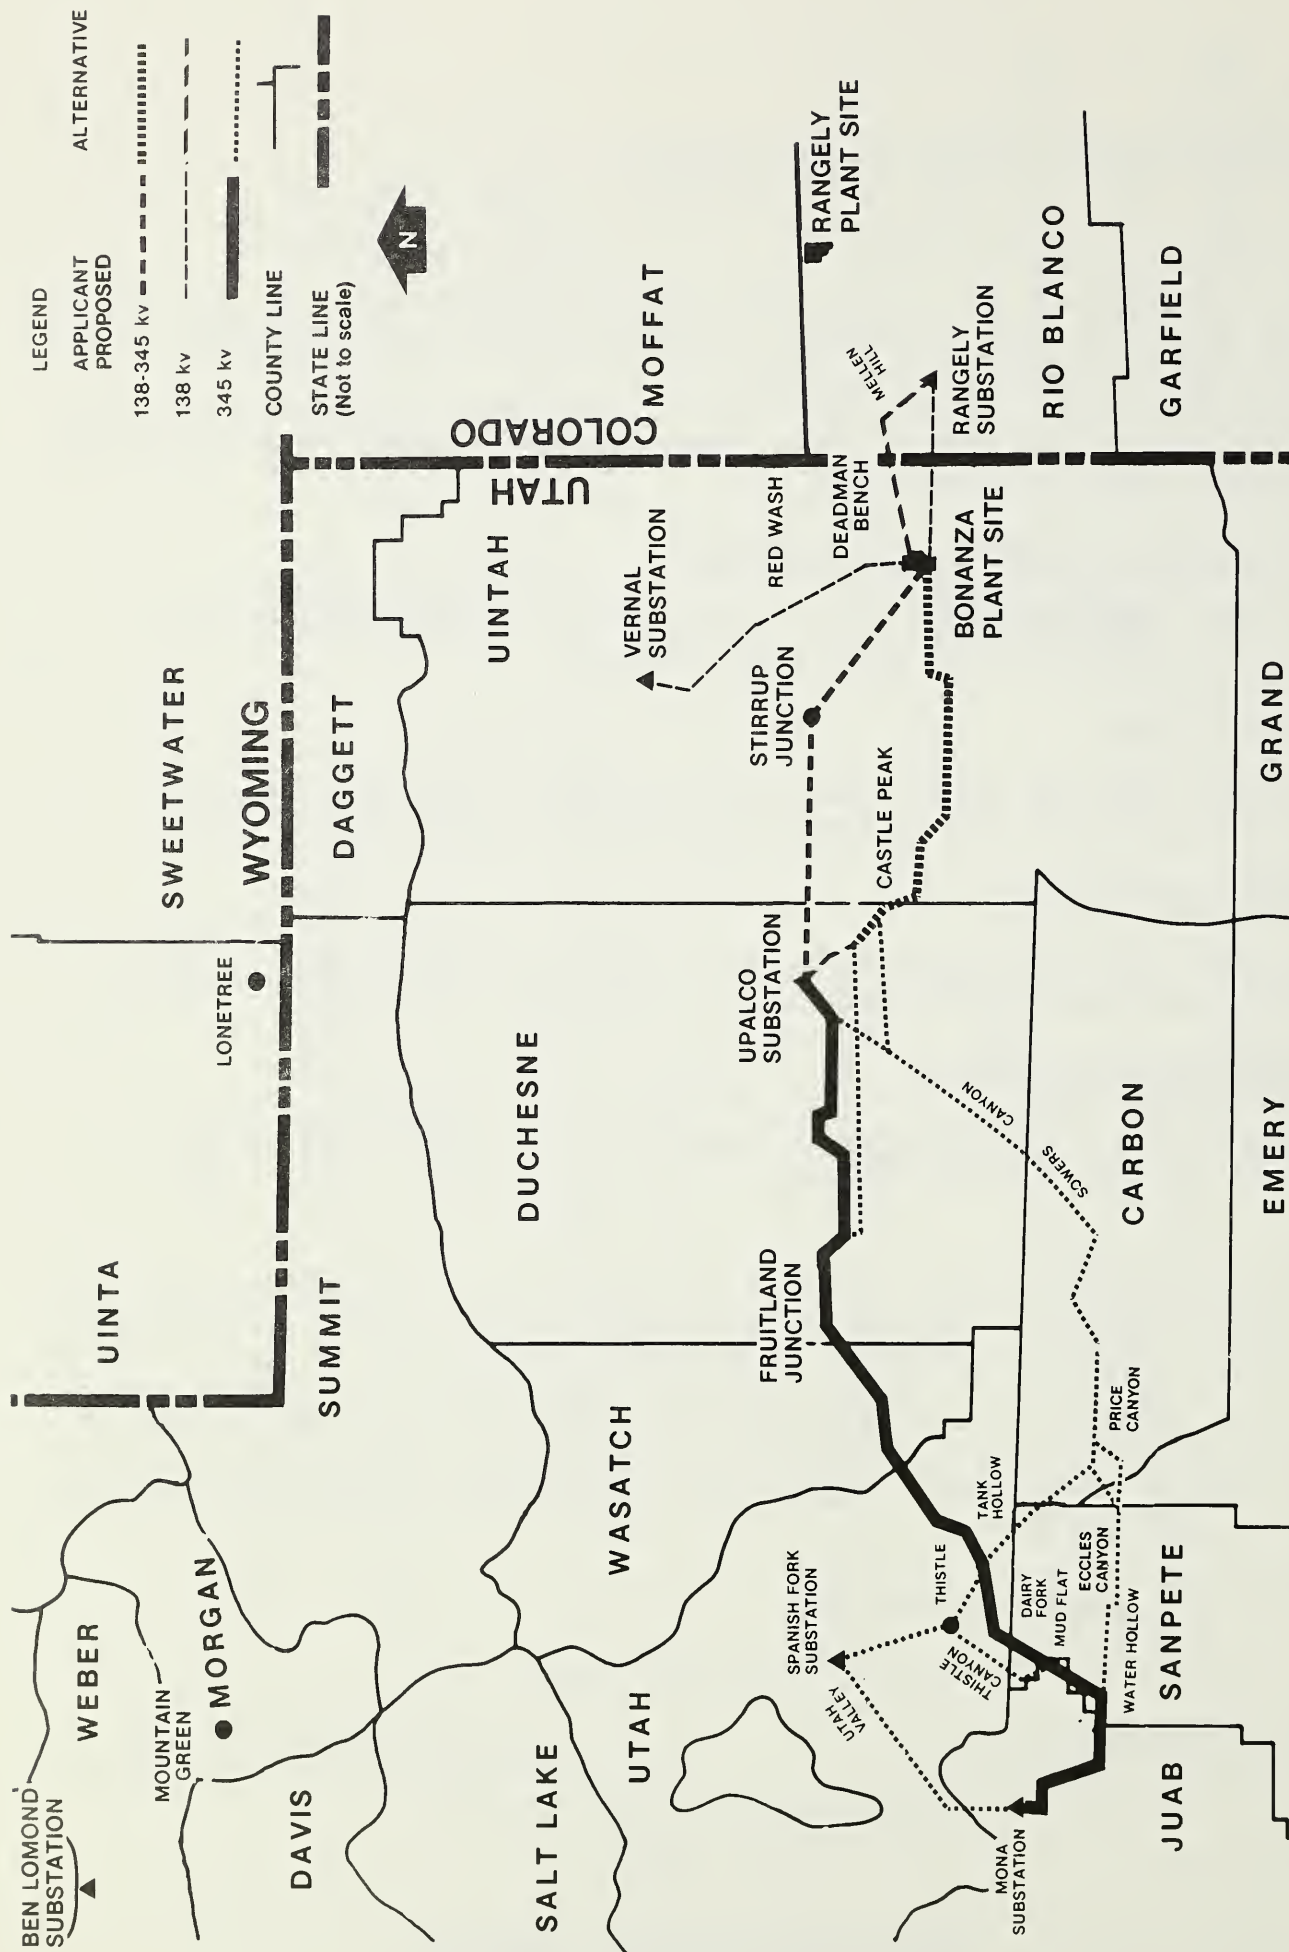 LEGEND
APPLICANT
PROPOSED
ALTERNATIVE
138-345 kv
138 kv
345 kv
COUNTY LINE
STATE LINE
(Not to scale)
N
BEN LOMOND
SUBSTATION
WEBER
MOUNTAIN
GREEN
MORGAN
DAVIS
SALT LAKE
UINTA
SUMMIT
SWEETWATER
WYOMING
LONETREE
DAGGETT
UTAH
COLORADO
MOFFAT
UINTAH
VERNAL
SUBSTATION
RED WASH
DEADMAN
BENCH
STIRRUP
JUNCTION
BONANZA
PLANT SITE
RANGELY
PLANT SITE
MELLEN
HILL
RANGELY
SUBSTATION
RIO BLANCO
GARFIELD
CASTLE PEAK
UPALCO
SUBSTATION
DUCHESNE
FRUITLAND
JUNCTION
WASATCH
UTAH
SPANISH FORK
SUBSTATION
UTAH
VALLEY
THISTLE
THISTLE
CANYON
TANK
HOLLOW
DAIRY
FORK
MUD FLAT
ECCLES
CANYON
WATER HOLLOW
PRICE
CANYON
SOWERS
CANYON
CARBON
GRAND
EMERY
SANPETE
JUAB
MONA
SUBSTATION